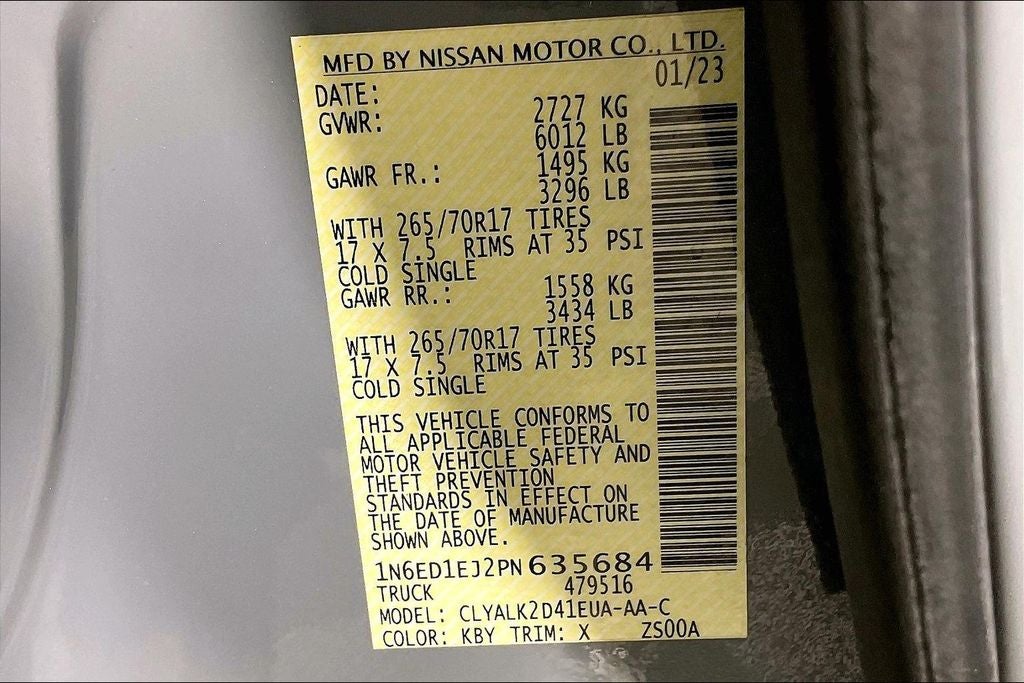 MFD BY NISSAN MOTOR CO., LTD.
DATE: 01/23
GVWR: 2727 KG
6012 LB
GAWR FR.: 1495 KG
3296 LB
WITH 265/70R17 TIRES
17 X 7.5 RIMS AT 35 PSI
COLD SINGLE
GAWR RR.: 1558 KG
3434 LB
WITH 265/70R17 TIRES
17 X 7.5 RIMS AT 35 PSI
COLD SINGLE
THIS VEHICLE CONFORMS TO
ALL APPLICABLE FEDERAL
MOTOR VEHICLE SAFETY AND
THEFT PREVENTION
STANDARDS IN EFFECT ON
THE DATE OF MANUFACTURE
SHOWN ABOVE.
1N6ED1EJ2PN635684
TRUCK 479516
MODEL: CLYALK2D41EUA-AA-C
COLOR: KBY TRIM: X ZS00A